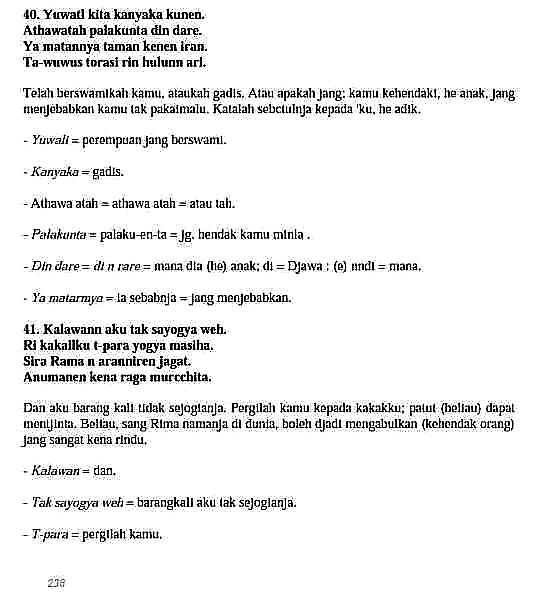 40. Yuwati kita kanyaka kunen.
Athawatah palakunta din dare.
Ya matannya taman kenen iran.
Ta-wuwus torasi rin hulunn ari.
Telah berswamikah kamu, ataukah gadis. Atau apakah jang; kamu kehendaki, he anak, jang
menjebabkan kamu tak pakaimalu. Katalah sebctulnja kepada 'ku, he adik.
- Yuwali = perempuan jang berswami.
- Kanyaka = gadis.
- Athawa atah = athawa atah = atau tah.
- Palakunta = palaku-en-ta = jg. hendak kamu minla .
- Din dare = di n rare = mana dia (he) anak; di = Djawa : (e) nndi = mana.
- Ya matarmya = ia sebabnja = jang menjebabkan.
41. Kalawann aku tak sayogya weh.
Ri kakaliku t-para yogya masiha.
Sira Rama n aranniren jagat.
Anumanen kena raga murcchita.
Dan aku barang kali tidak sejogianja. Pergilah kamu kepada kakakku; patut (beliau) dapat
mentjinta. Beliau, sang Rima namanja di dunia, boleh djadi mengabulkan (kehendak orang)
jang sangat kena rindu.
- Kalawan = dan.
- Tak sayogya weh = barangkali aku tak sejogianja.
- T-para = pergilah kamu.
238